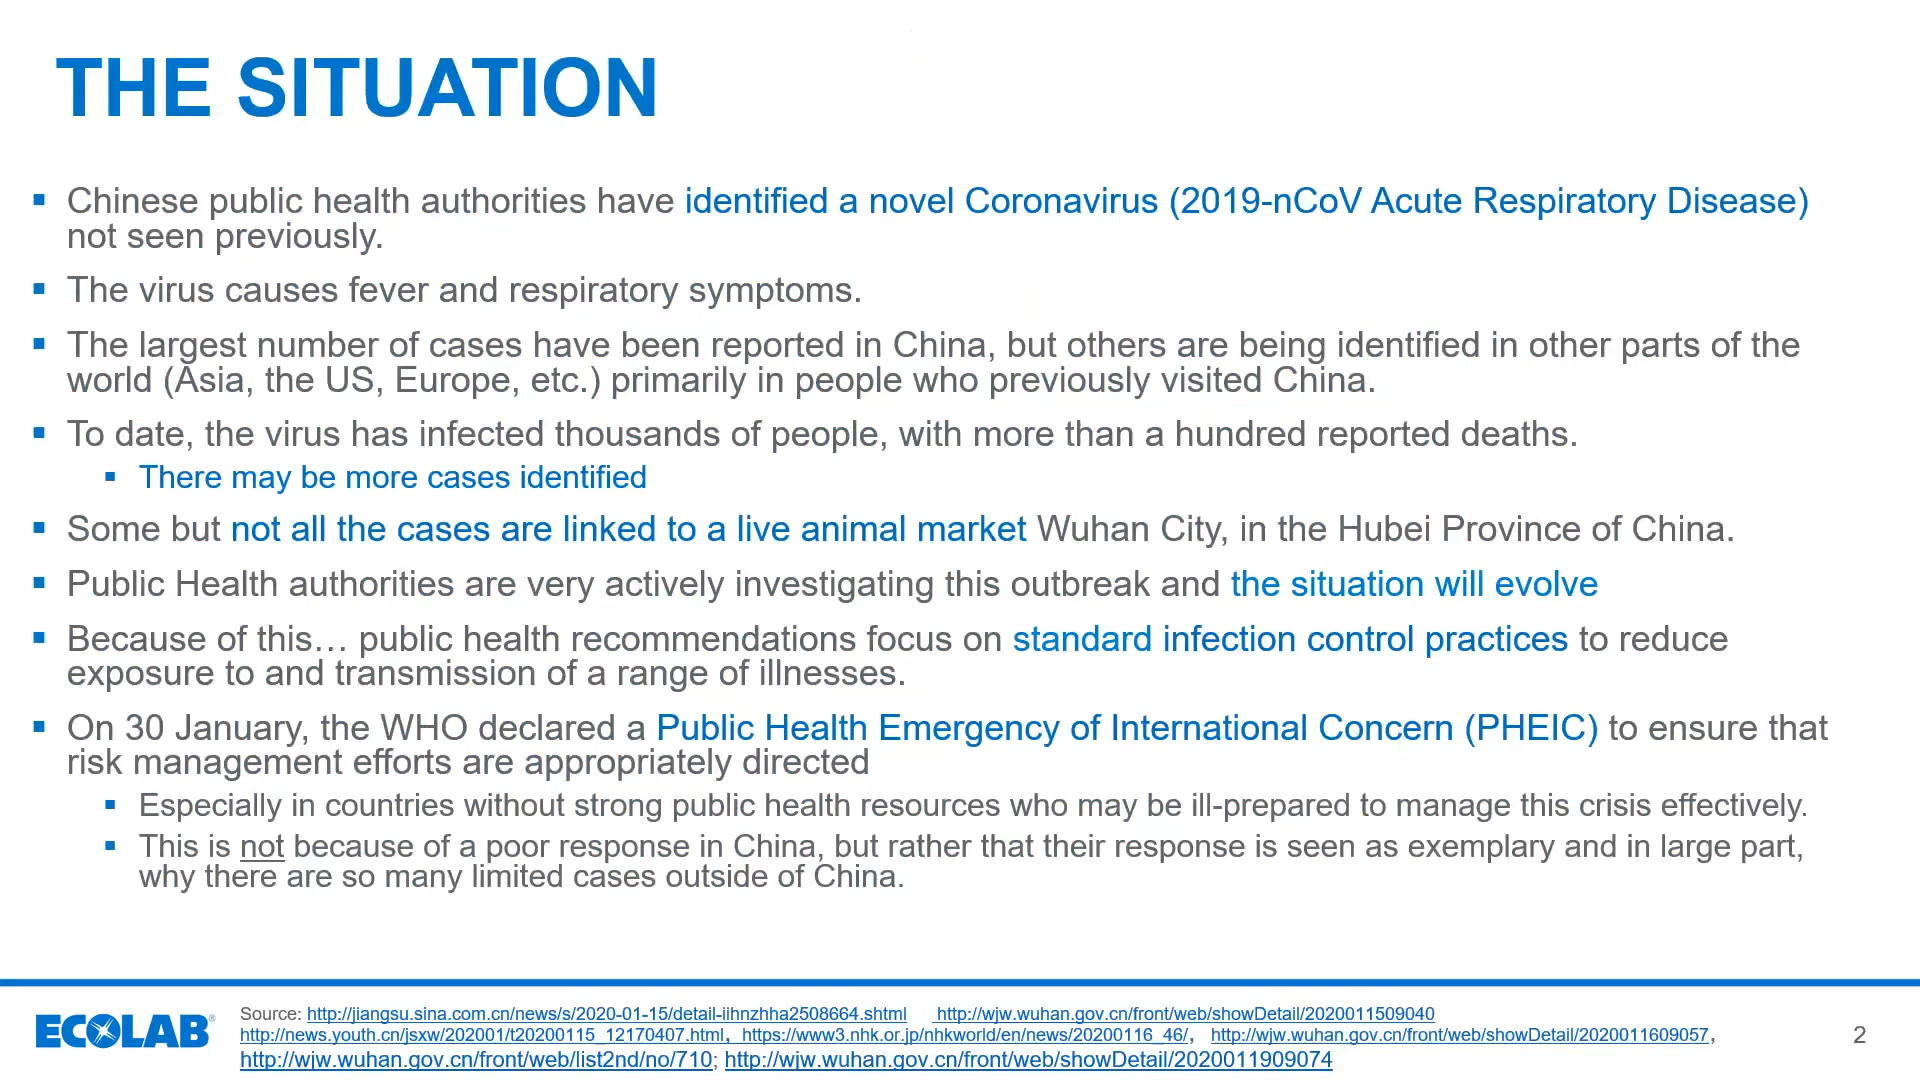 THE SITUATION
▪ Chinese public health authorities have identified a novel Coronavirus (2019-nCoV Acute Respiratory Disease)
not seen previously.
▪ The virus causes fever and respiratory symptoms.
▪ The largest number of cases have been reported in China, but others are being identified in other parts of the
world (Asia, the US, Europe, etc.) primarily in people who previously visited China.
▪ To date, the virus has infected thousands of people, with more than a hundred reported deaths.
▪ There may be more cases identified
▪ Some but not all the cases are linked to a live animal market Wuhan City, in the Hubei Province of China.
▪ Public Health authorities are very actively investigating this outbreak and the situation will evolve
▪ Because of this… public health recommendations focus on standard infection control practices to reduce
exposure to and transmission of a range of illnesses.
▪ On 30 January, the WHO declared a Public Health Emergency of International Concern (PHEIC) to ensure that
risk management efforts are appropriately directed
▪ Especially in countries without strong public health resources who may be ill-prepared to manage this crisis effectively.
▪ This is not because of a poor response in China, but rather that their response is seen as exemplary and in large part,
why there are so many limited cases outside of China.
ECOLAB®
Source: http://jiangsu.sina.com.cn/news/s/2020-01-15/detail-iihnzhha2508664.shtml http://wjw.wuhan.gov.cn/front/web/showDetail/2020011509040
http://news.youth.cn/jsxw/202001/t20200115_12170407.html, https://www3.nhk.or.jp/nhkworld/en/news/20200116_46/, http://wjw.wuhan.gov.cn/front/web/showDetail/2020011609057,
http://wjw.wuhan.gov.cn/front/web/list2nd/no/710; http://wjw.wuhan.gov.cn/front/web/showDetail/2020011909074
2